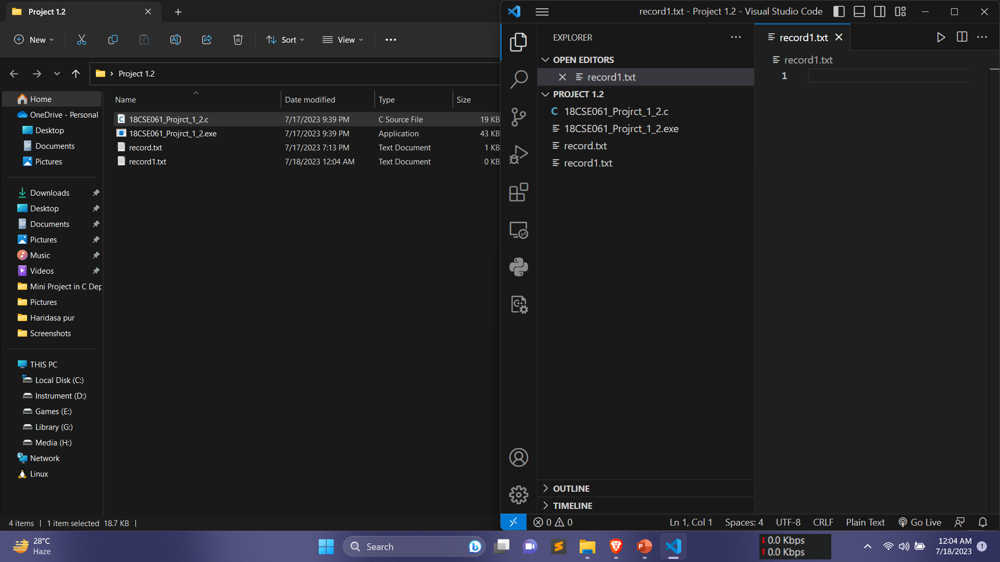 Project 1.2
New
Sort
View
Project 1.2
Home
OneDrive - Personal
Desktop
Documents
Pictures
Downloads
Desktop
Documents
Pictures
Music
Videos
Mini Project in C Dep
Pictures
Haridasa pur
Screenshots
THIS PC
Local Disk (C:)
Instrument (D:)
Games (E:)
Library (G:)
Media (H:)
Network
Linux
Name Date modified Type Size
18CSE061_Projrct_1_2.c 7/17/2023 9:39 PM C Source File 19 KB
18CSE061_Projrct_1_2.exe 7/17/2023 9:39 PM Application 43 KB
record.txt 7/17/2023 7:13 PM Text Document 1 KB
record1.txt 7/18/2023 12:04 AM Text Document 0 KB
4 items 1 item selected 18.7 KB
record1.txt - Project 1.2 - Visual Studio Code
EXPLORER
OPEN EDITORS
record1.txt
PROJECT 1.2
C 18CSE061_Projrct_1_2.c
18CSE061_Projrct_1_2.exe
record.txt
record1.txt
OUTLINE
TIMELINE
record1.txt
record1.txt
1
0 0 Ln 1, Col 1 Spaces: 4 UTF-8 CRLF Plain Text Go Live
28°C
Haze
Search
0.0 Kbps
0.0 Kbps
12:04 AM
7/18/2023
1